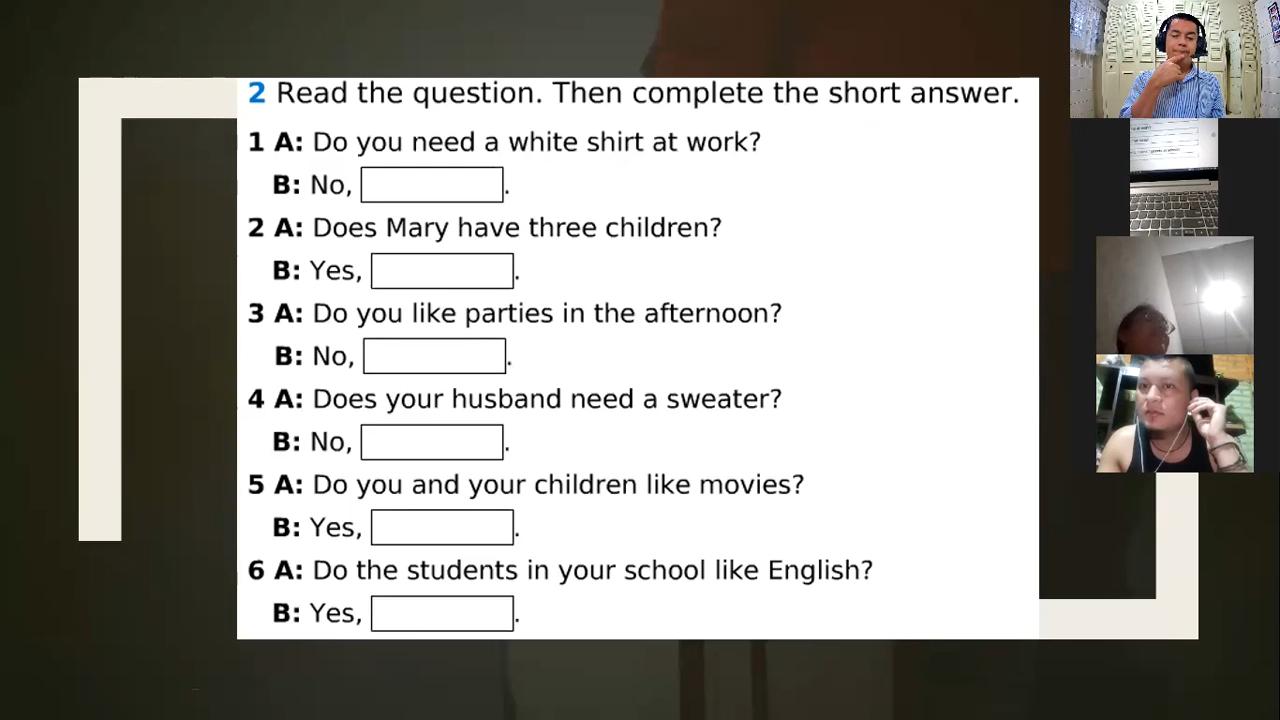 2 Read the question. Then complete the short answer.
1 A: Do you need a white shirt at work?
B: No, .
2 A: Does Mary have three children?
B: Yes, .
3 A: Do you like parties in the afternoon?
B: No, .
4 A: Does your husband need a sweater?
B: No, .
5 A: Do you and your children like movies?
B: Yes, .
6 A: Do the students in your school like English?
B: Yes, .